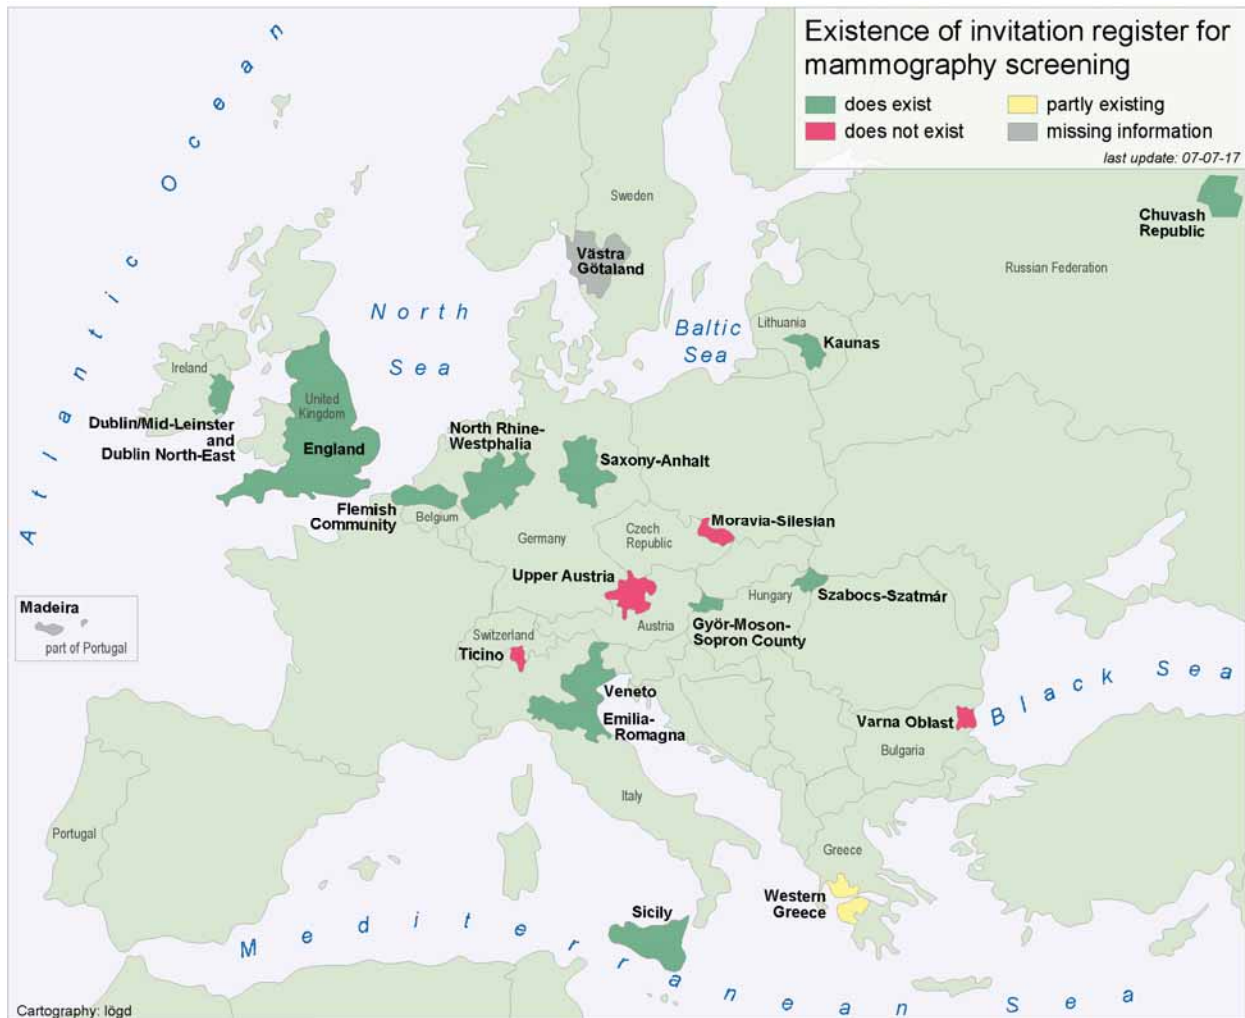 Existence of invitation register for
mammography screening
does exist
partly existing
does not exist
missing information
last update: 07-07-17
Atlantic Ocean
Sweden
Västra
Götaland
Chuvash
Republic
Russian Federation
North
Sea
Baltic
Sea
Lithuania
Kaunas
Ireland
United
Kingdom
Dublin/Mid-Leinster
and
Dublin North-East
England
North Rhine-
Westphalia
Saxony-Anhalt
Flemish
Community
Belgium
Germany
Czech
Republic
Moravia-Silesian
Upper Austria
Austria
Hungary
Szabocs-Szatmár
Györ-Moson-
Sopron County
Madeira
part of Portugal
Switzerland
Ticino
Veneto
Emilia-
Romagna
Black Sea
Varna Oblast
Bulgaria
Italy
Portugal
Greece
Western
Greece
Sicily
Mediterranean Sea
Cartography: lögd